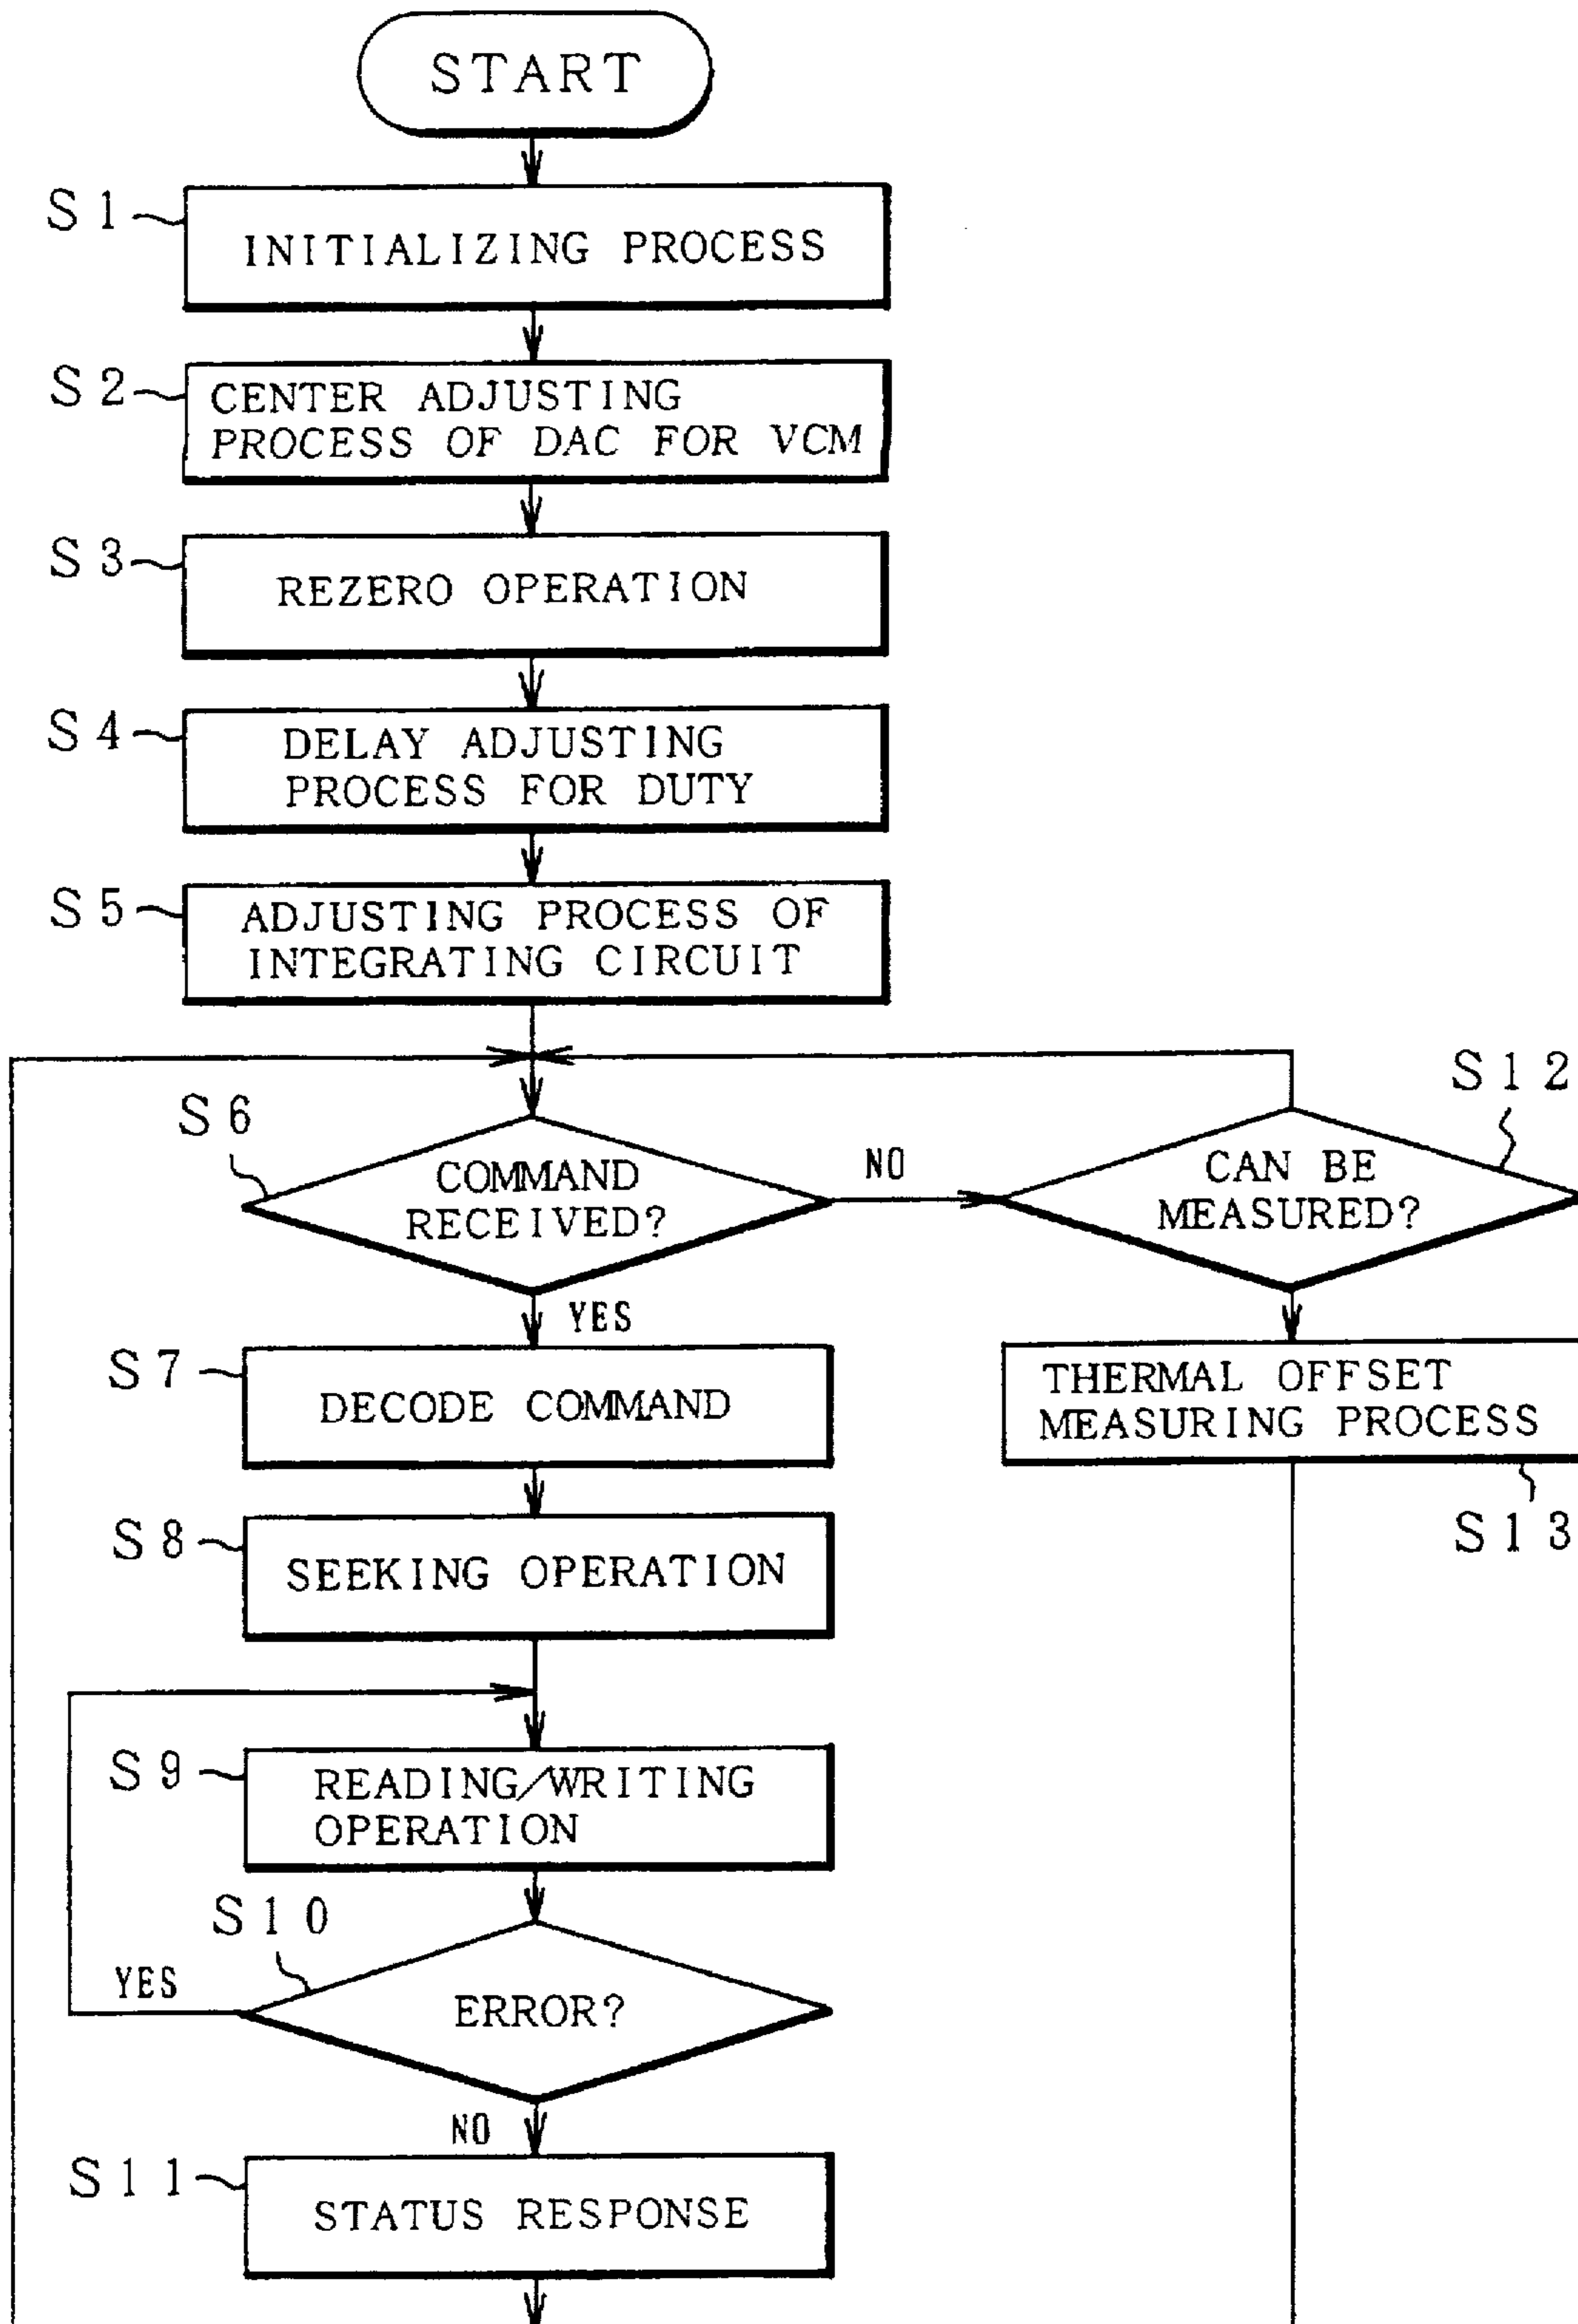 START
S1
INITIALIZING PROCESS
S2
CENTER ADJUSTING
PROCESS OF DAC FOR VCM
S3
REZERO OPERATION
S4
DELAY ADJUSTING
PROCESS FOR DUTY
S5
ADJUSTING PROCESS OF
INTEGRATING CIRCUIT
S6
COMMAND
RECEIVED?
NO
S12
CAN BE
MEASURED?
YES
S7
DECODE COMMAND
THERMAL OFFSET
MEASURING PROCESS
S13
S8
SEEKING OPERATION
S9
READING/WRITING
OPERATION
S10
YES
ERROR?
NO
S11
STATUS RESPONSE